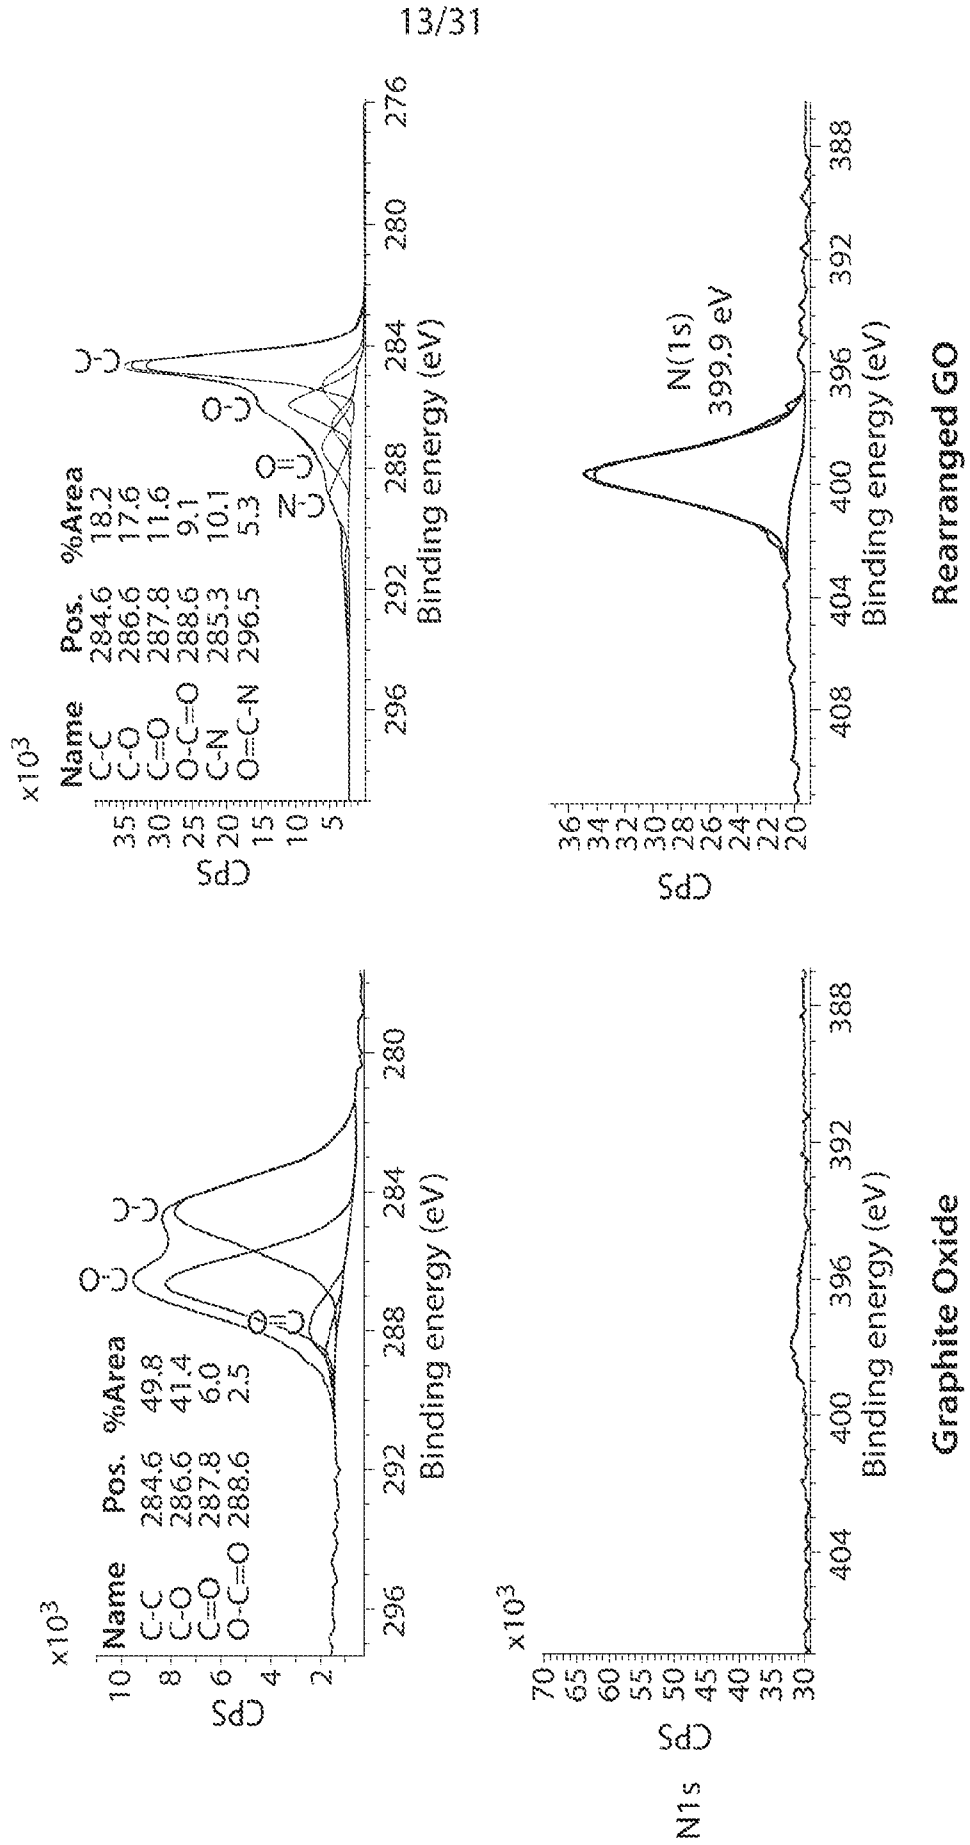 13/31
x10³
Name Pos. %Area
C-C 284.6 49.8
C-O 286.6 41.4
C=O 287.8 6.0
O-C=O 288.6 2.5
C-O
C-C
C=O
CPS
10
8
6
4
2
296 292 288 284 280
Binding energy (eV)
x10³
Name Pos. %Area
C-C 284.6 18.2
C-O 286.6 17.6
C=O 287.8 11.6
O-C=O 288.6 9.1
C-N 285.3 10.1
O=C-N 296.5 5.3
C-C
C-O
C=O
C-N
CPS
35
30
25
20
15
10
5
296 292 288 284 280 276
Binding energy (eV)
N1s
x10³
CPS
70
65
60
55
50
45
40
35
30
404 400 396 392 388
Binding energy (eV)
Graphite Oxide
N(1s)
399.9 eV
CPS
36
34
32
30
28
26
24
22
20
408 404 400 396 392 388
Binding energy (eV)
Rearranged GO